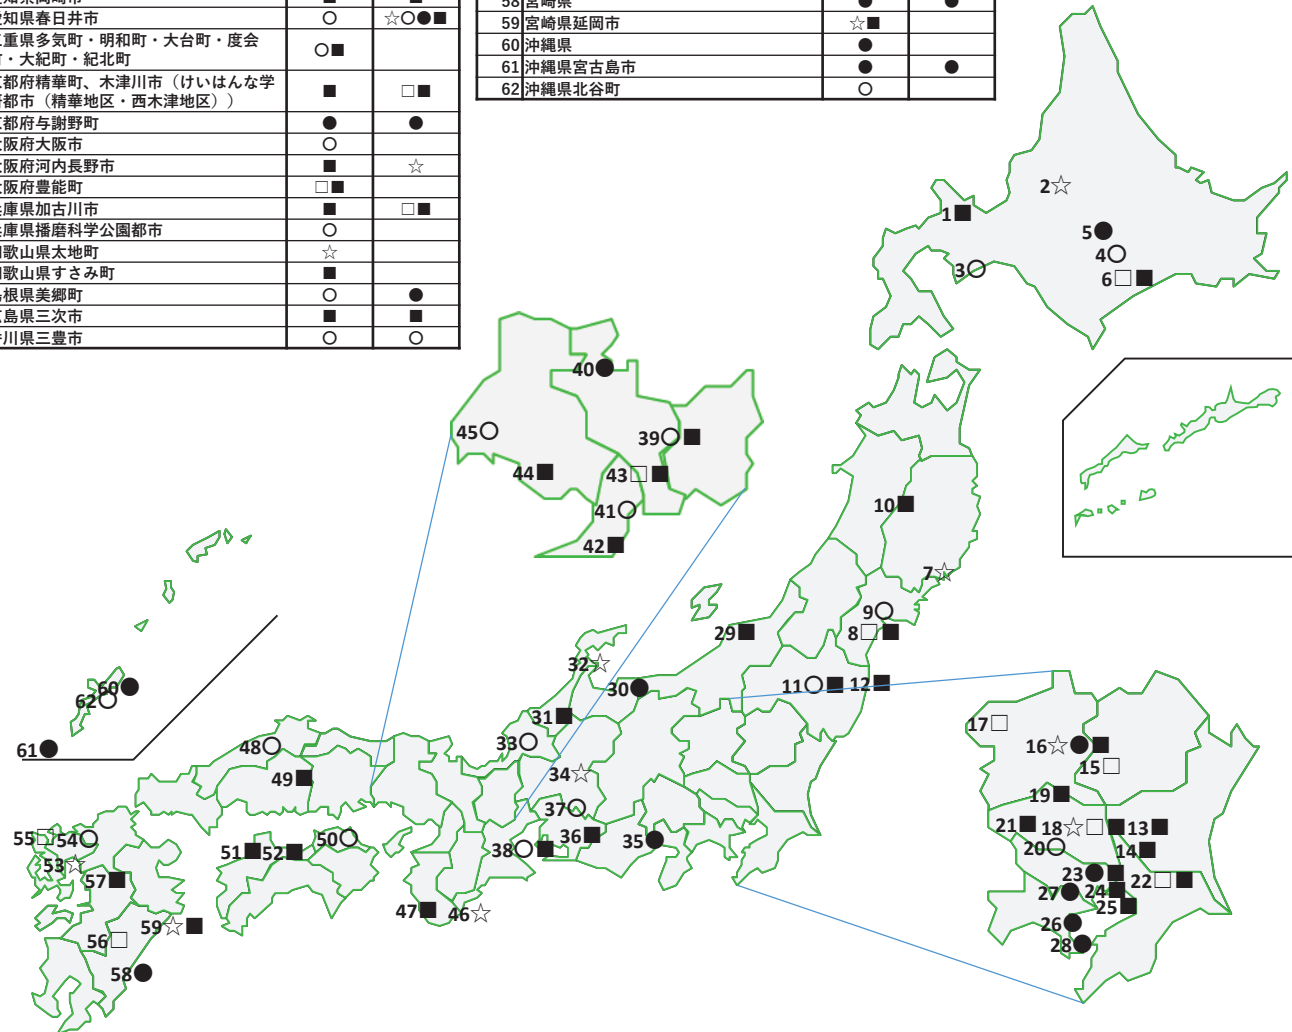 知県春日井市 ○ ☆○●■
重県多気町・明和町・大台町・度会
・大紀町・紀北町 ○■
都府精華町、木津川市（けいはんな学
都市（精華地区・西木津地区）） ■ □■
都府与謝野町 ● ●
阪府大阪市 ○
阪府河内長野市 ■ ☆
阪府豊能町 □■
庫県加古川市 ■ □■
庫県播磨科学公園都市 ○
歌山県太地町 ☆
歌山県すさみ町 ■
根県美郷町 ○ ●
島県三次市 ■ ■
川県三豊市 ○ ○
58 宮崎県 ● ●
59 宮崎県延岡市 ☆■
60 沖縄県 ●
61 沖縄県宮古島市 ● ●
62 沖縄県北谷町 ○
2☆
1■
5●
4○
3○
6□■
40●
45○
39○■
44■
43□■
41○
42■
10■
7☆
9○
29■
8□■
32☆
30●
11○■
12■
31■
33○
34☆
37○
36■
35●
38○■
60●
62○
61●
48○
49■
55□
54○
50○
51■
52■
53☆
57■
47■
46☆
59☆■
56□
58●
17□
16☆●■
15□
19■
21■
18☆□■
13■
20○
14■
23●■
22□■
27●
24■
25■
26●
28●